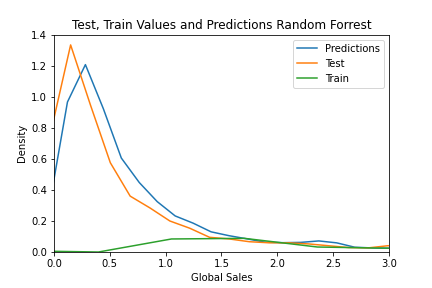 Test, Train Values and Predictions Random Forrest
1.4
1.2
1.0
0.8
0.6
0.4
0.2
0.0
Density
Predictions
Test
Train
0.0 0.5 1.0 1.5 2.0 2.5 3.0
Global Sales